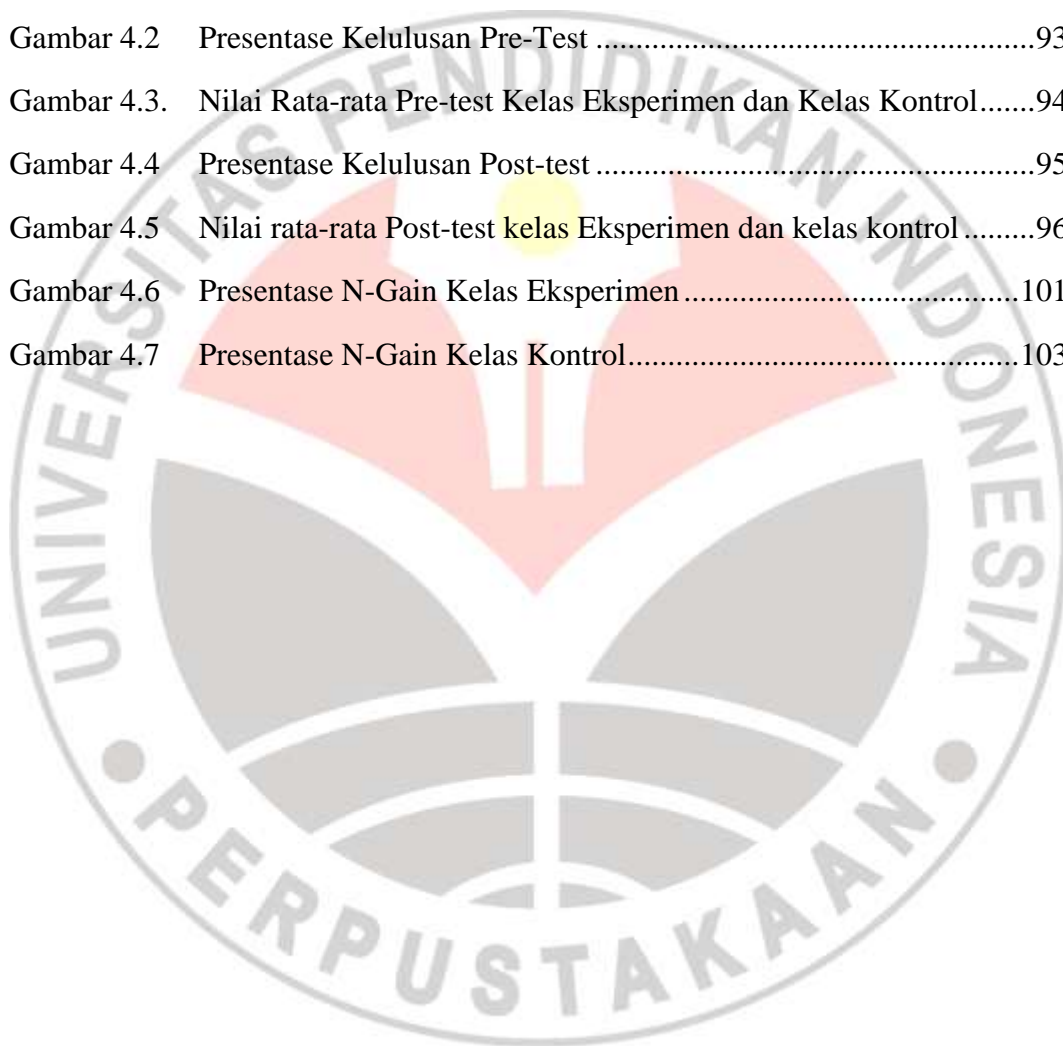 Gambar 4.2 Presentase Kelulusan Pre-Test ............................................93
Gambar 4.3. Nilai Rata-rata Pre-test Kelas Eksperimen dan Kelas Kontrol.......94
Gambar 4.4 Presentase Kelulusan Post-test ............................................95
Gambar 4.5 Nilai rata-rata Post-test kelas Eksperimen dan kelas kontrol.........96
Gambar 4.6 Presentase N-Gain Kelas Eksperimen..................................101
Gambar 4.7 Presentase N-Gain Kelas Kontrol.......................................103
UNIVERSITAS PENDIDIKAN INDONESIA
PERPUSTAKAAN